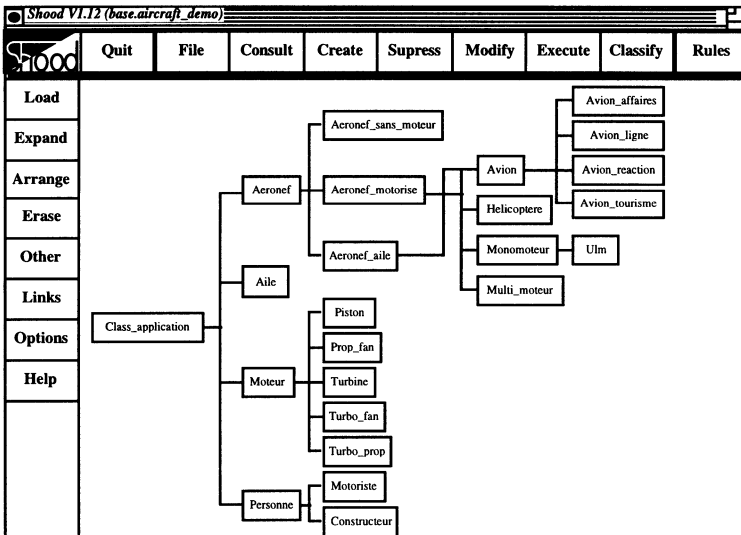 Shood V1.12 (base.aircraft_demo)
Shood Quit File Consult Create Supress Modify Execute Classify Rules
Load
Expand
Arrange
Erase
Other
Links
Options
Help
Class_application
Aeronef
Aile
Moteur
Personne
Aeronef_sans_moteur
Aeronef_motorise
Aeronef_aile
Piston
Prop_fan
Turbine
Turbo_fan
Turbo_prop
Motoriste
Constructeur
Avion
Helicoptere
Monomoteur
Multi_moteur
Avion_affaires
Avion_ligne
Avion_reaction
Avion_tourisme
Ulm